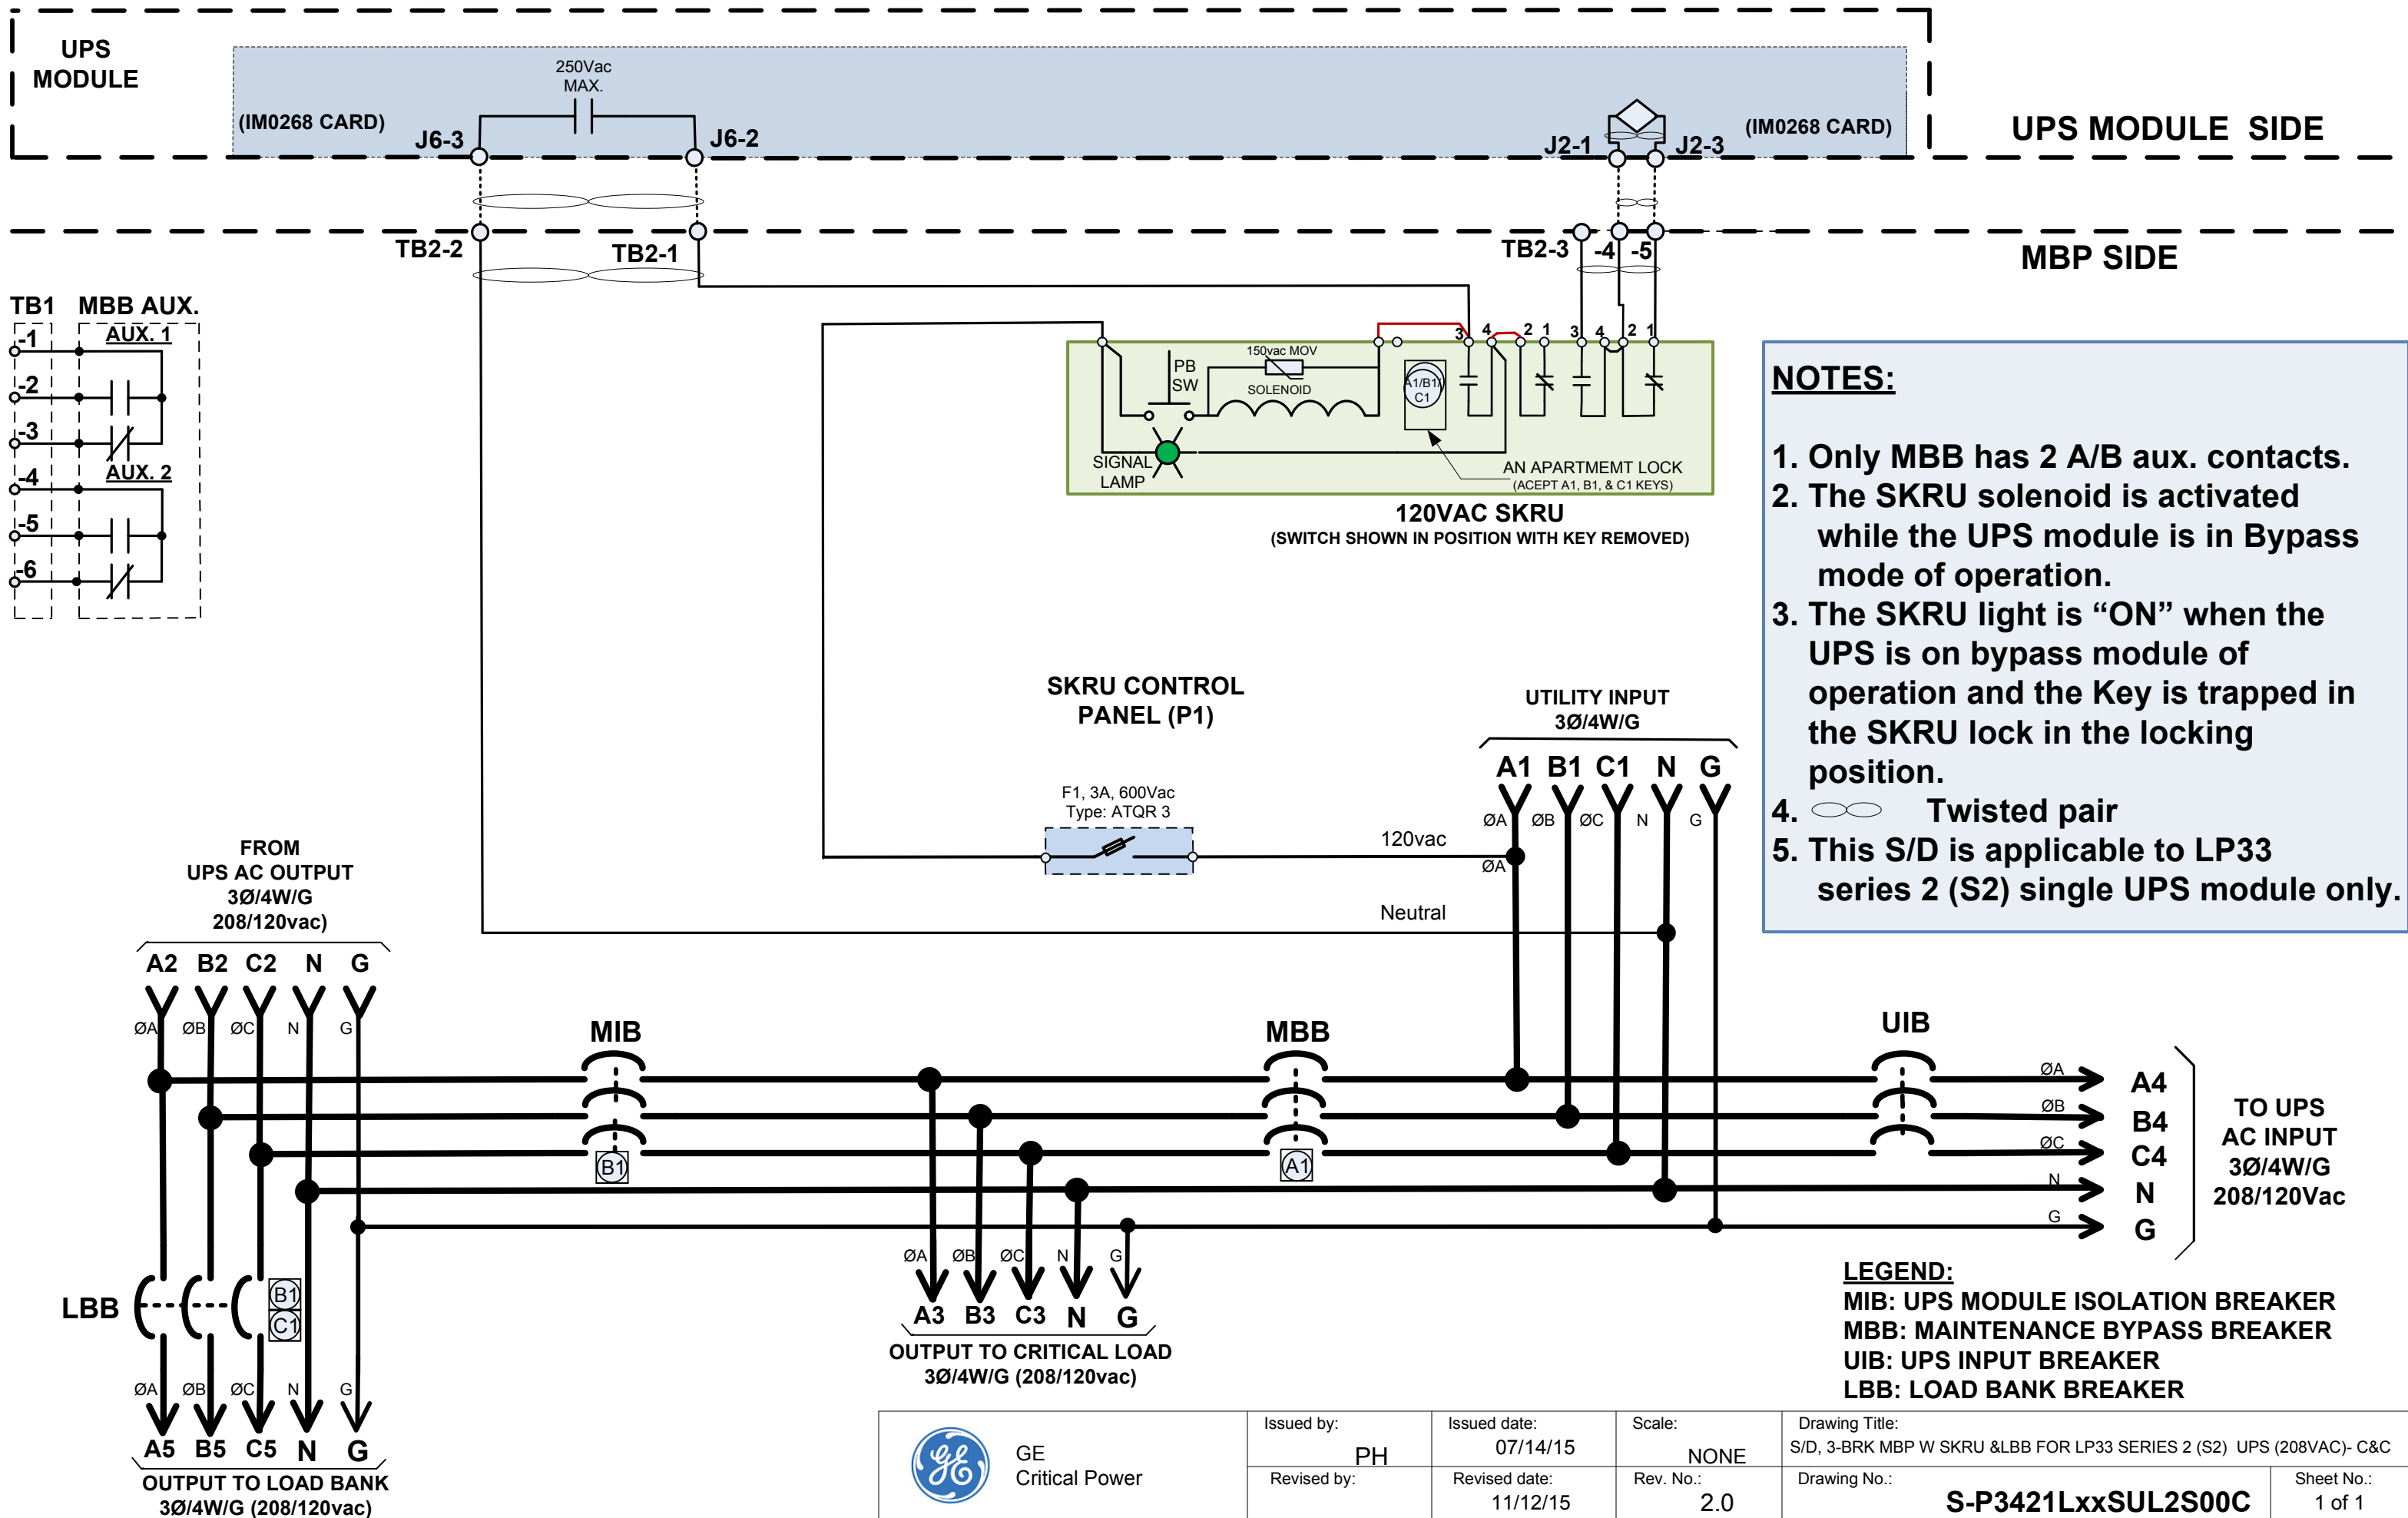 UPS
MODULE
250Vac
MAX.
(IM0268 CARD)
(IM0268 CARD)
J6-3
J6-2
J2-1
J2-3
UPS MODULE SIDE
TB2-2
TB2-1
TB2-3
-4
-5
MBP SIDE
TB1
MBB AUX.
-1
AUX. 1
-2
-3
-4
AUX. 2
-5
-6
3
4
2
1
3
4
2
1
150vac MOV
PB
SW
SOLENOID
A1/B1/
C1
SIGNAL
LAMP
AN APARTMEMT LOCK
(ACEPT A1, B1, & C1 KEYS)
120VAC SKRU
(SWITCH SHOWN IN POSITION WITH KEY REMOVED)
NOTES:
1. Only MBB has 2 A/B aux. contacts.
2. The SKRU solenoid is activated
while the UPS module is in Bypass
mode of operation.
3. The SKRU light is “ON” when the
UPS is on bypass module of
operation and the Key is trapped in
the SKRU lock in the locking
position.
4. Twisted pair
5. This S/D is applicable to LP33
series 2 (S2) single UPS module only.
SKRU CONTROL
PANEL (P1)
F1, 3A, 600Vac
Type: ATQR 3
120vac
Neutral
UTILITY INPUT
3Ø/4W/G
A1 B1 C1 N G
ØA ØB ØC N G
ØA
FROM
UPS AC OUTPUT
3Ø/4W/G
208/120vac)
A2 B2 C2 N G
ØA ØB ØC N G
MIB
B1
MBB
A1
UIB
ØA A4
ØB B4
ØC C4
N N
G G
TO UPS
AC INPUT
3Ø/4W/G
208/120Vac
LBB
B1
C1
ØA ØB ØC N G
A5 B5 C5 N G
OUTPUT TO LOAD BANK
3Ø/4W/G (208/120vac)
ØA ØB ØC N G
A3 B3 C3 N G
OUTPUT TO CRITICAL LOAD
3Ø/4W/G (208/120vac)
LEGEND:
MIB: UPS MODULE ISOLATION BREAKER
MBB: MAINTENANCE BYPASS BREAKER
UIB: UPS INPUT BREAKER
LBB: LOAD BANK BREAKER
GE
GE
Critical Power
Issued by:
PH
Issued date:
07/14/15
Scale:
NONE
Drawing Title:
S/D, 3-BRK MBP W SKRU &LBB FOR LP33 SERIES 2 (S2) UPS (208VAC)- C&C
Revised by:
Revised date:
11/12/15
Rev. No.:
2.0
Drawing No.:
S-P3421LxxSUL2S00C
Sheet No.:
1 of 1